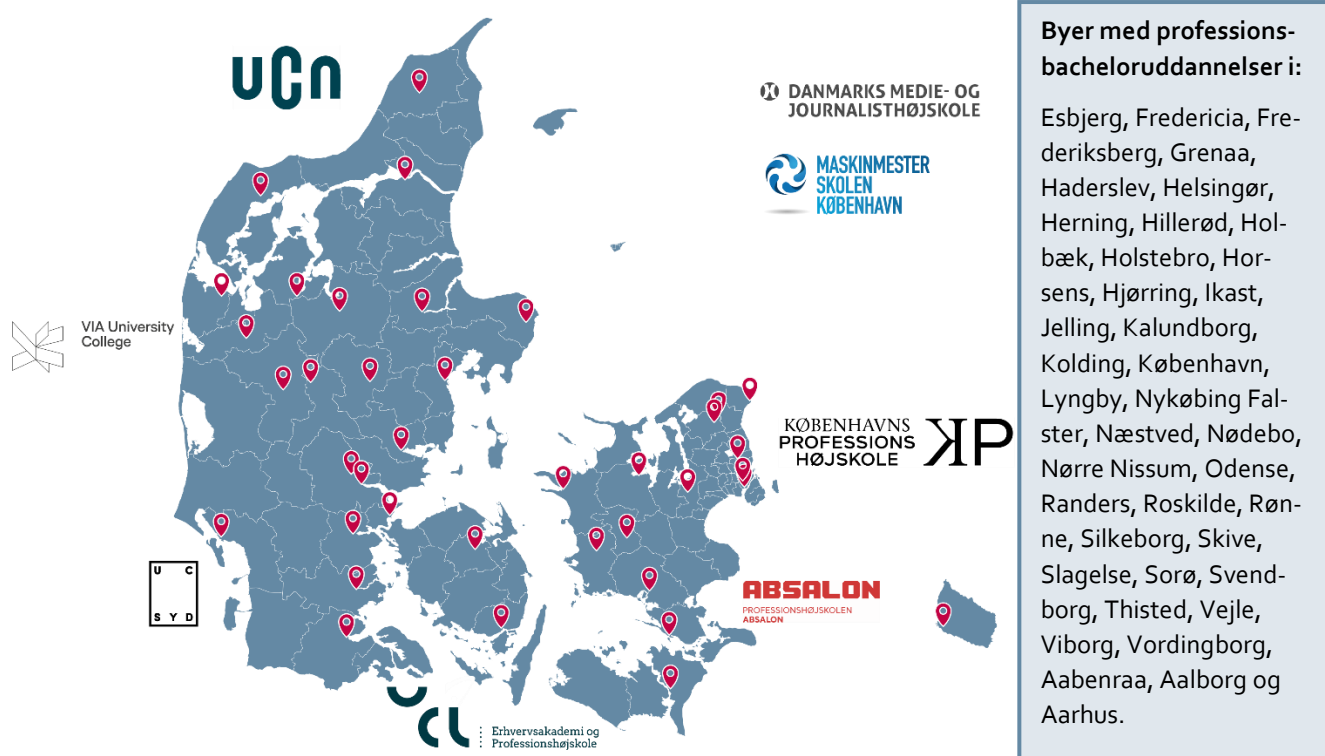 ucn
DANMARKS MEDIE- OG
JOURNALISTHØJSKOLE
MASKINMESTER
SKOLEN
KØBENHAVN
VIA University
College
KØBENHAVNS
PROFESSIONS
HØJSKOLE
KP
U C
S Y D
ABSALON
PROFESSIONSHØJSKOLEN
ABSALON
UCL
Erhvervsakademi og
Professionshøjskole
Byer med professions-
bacheloruddannelser i:
Esbjerg, Fredericia, Fre-
deriksberg, Grenaa,
Haderslev, Helsingør,
Herning, Hillerød, Hol-
bæk, Holstebro, Hor-
sens, Hjørring, Ikast,
Jelling, Kalundborg,
Kolding, København,
Lyngby, Nykøbing Fal-
ster, Næstved, Nødebo,
Nørre Nissum, Odense,
Randers, Roskilde, Røn-
ne, Silkeborg, Skive,
Slagelse, Sorø, Svend-
borg, Thisted, Vejle,
Viborg, Vordingborg,
Aabenraa, Aalborg og
Aarhus.